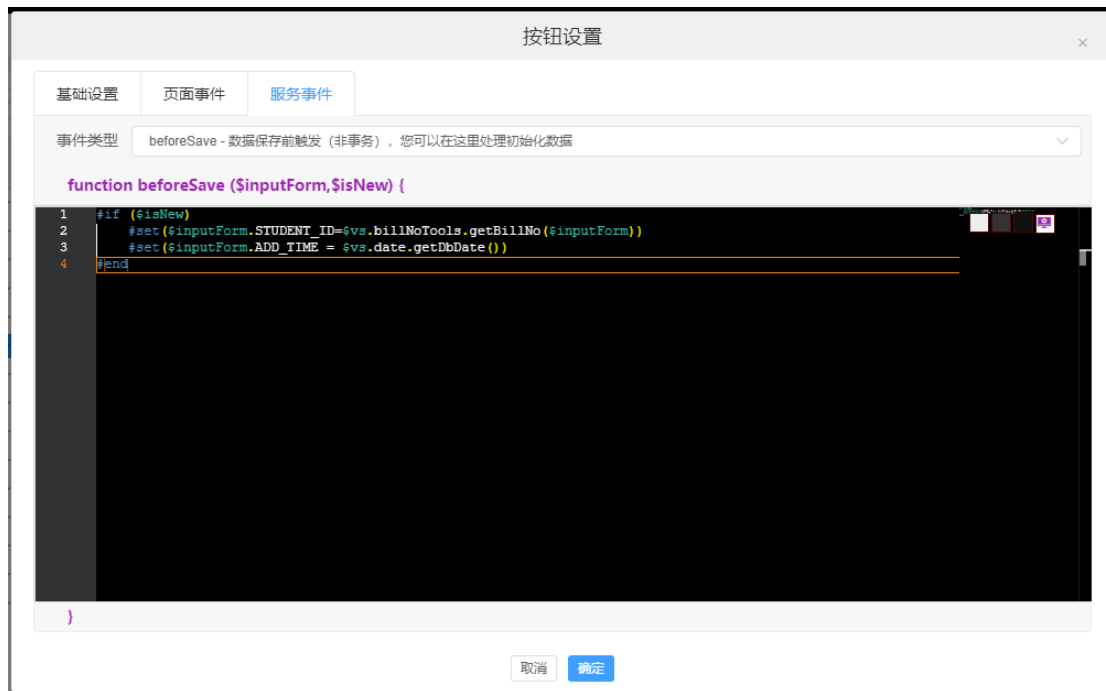 按钮设置
基础设置 页面事件 服务事件
事件类型 beforeSave - 数据保存前触发（非事务）, 您可以在这里处理初始化数据
function beforeSave ($inputForm,$isNew) {
1 #if ($isNew)
2 #set($inputForm.STUDENT_ID=$vs.billNoTools.getBillNo($inputForm))
3 #set($inputForm.ADD_TIME = $vs.date.getDbDate())
4 #end
}
取消 确定